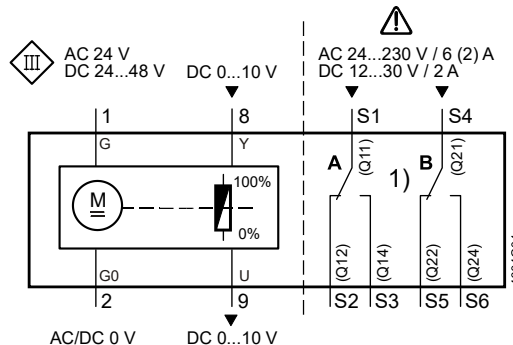 III
AC 24 V
DC 24...48 V
DC 0...10 V
AC 24...230 V / 6 (2) A
DC 12...30 V / 2 A
1
8
S1
S4
G
Y
A
(Q11)
1)
B
(Q21)
M
100%
0%
G0
U
(Q12)
(Q14)
(Q22)
(Q24)
2
9
S2
S3
S5
S6
AC/DC 0 V
DC 0...10 V